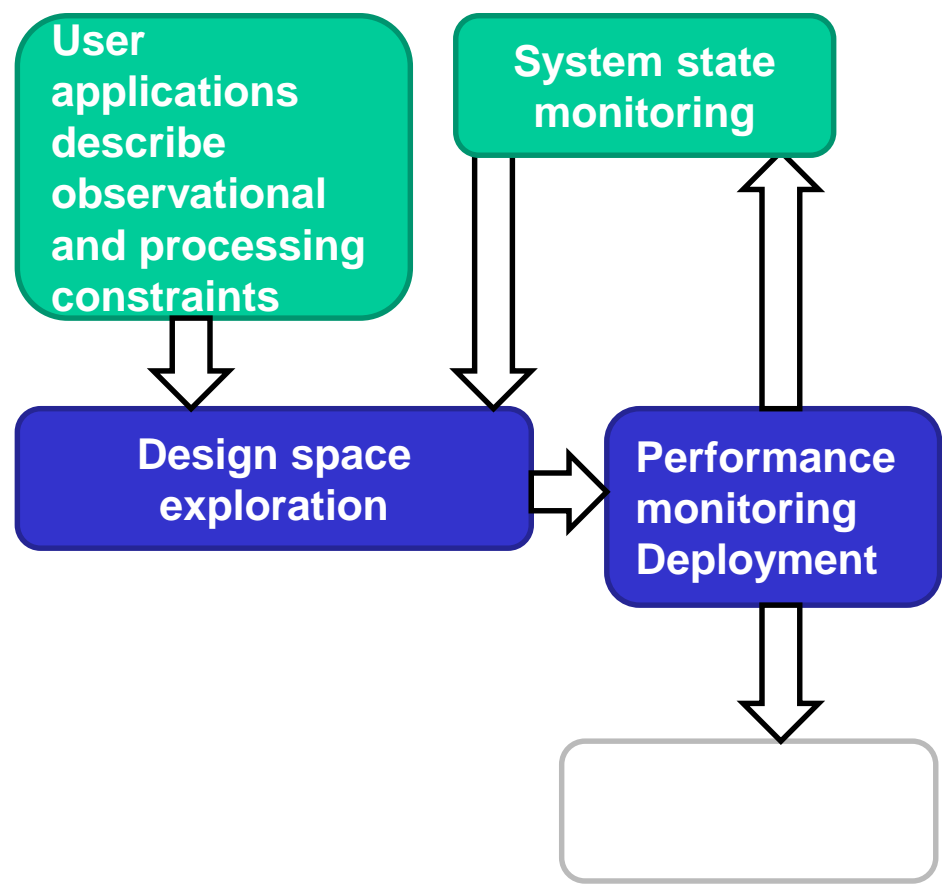 User
applications
describe
observational
and processing
constraints
System state
monitoring
Design space
exploration
Performance
monitoring
Deployment